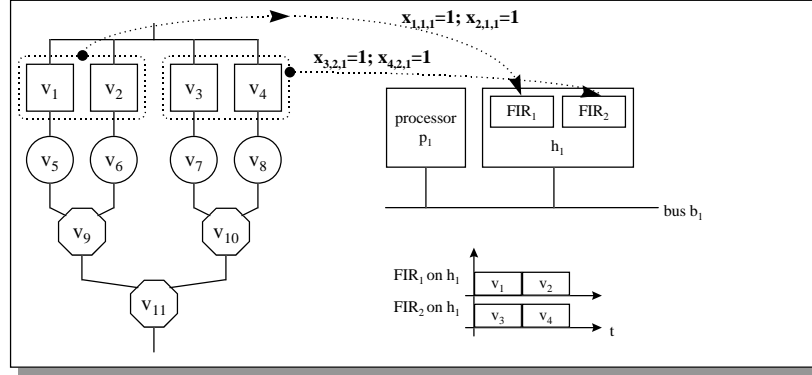 x1,1,1=1; x2,1,1=1
x3,2,1=1; x4,2,1=1
v1 v2 v3 v4
FIR1 FIR2
processor
p1
h1
v5 v6 v7 v8
bus b1
v9 v10
FIR1 on h1 v1 v2
v11
FIR2 on h1 v3 v4
t